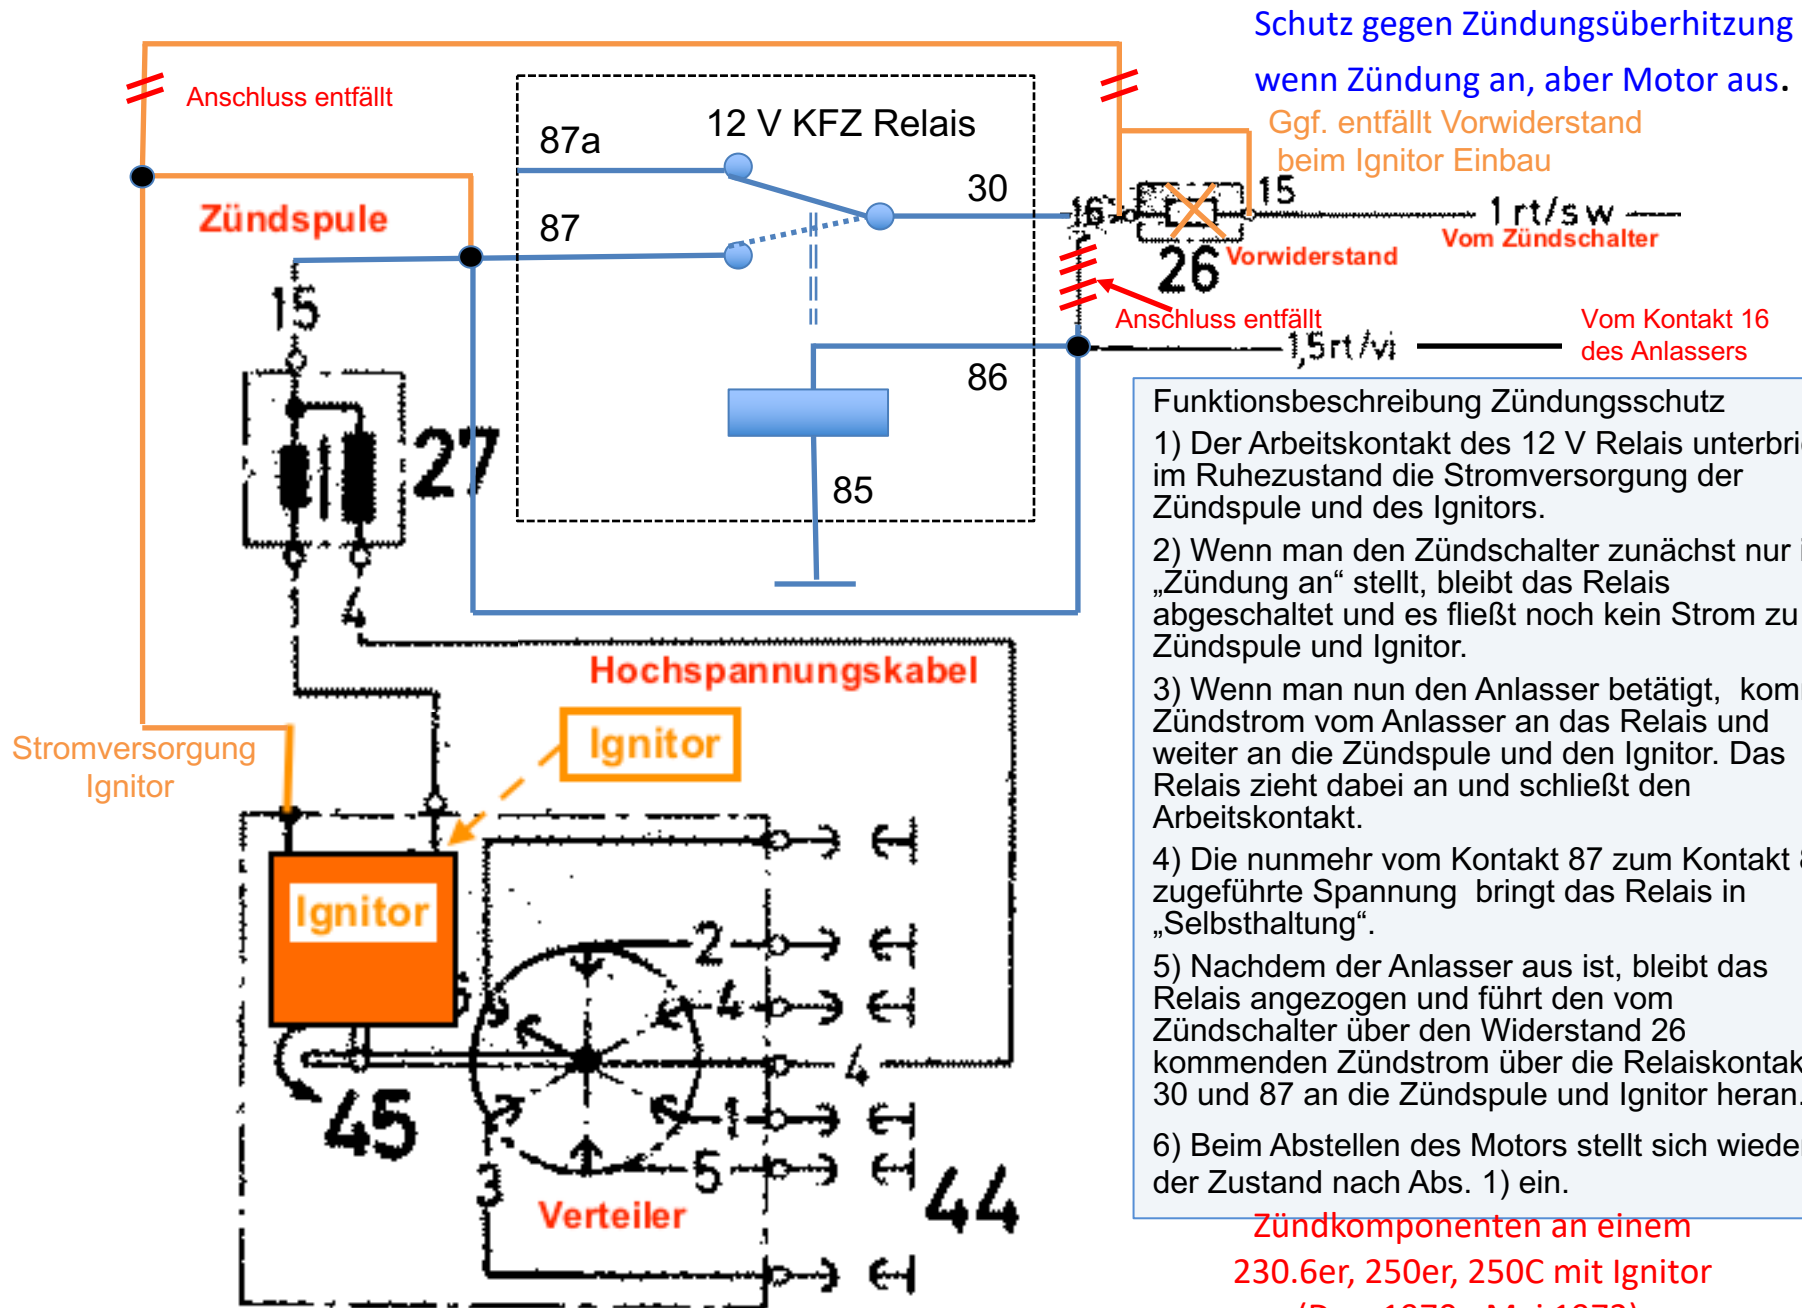 Schutz gegen Zündungsüberhitzung
wenn Zündung an, aber Motor aus.
Anschluss entfällt
12 V KFZ Relais
Ggf. entfällt Vorwiderstand
beim Ignitor Einbau
87a
30
16
15
1 rt/sw
Vom Zündschalter
Zündspule
87
Vorwiderstand
26
15
Anschluss entfällt
Vom Kontakt 16
des Anlassers
1,5rt/vi
86
27
85
4
Funktionsbeschreibung Zündungsschutz
1) Der Arbeitskontakt des 12 V Relais
im Ruhezustand die Stromversorgung der
Zündspule und des Ignitors.
2) Wenn man den Zündschalter zunächst nur
„Zündung an“ stellt, bleibt das Relais
abgeschaltet und es fließt noch kein Strom zu
Zündspule und Ignitor.
3) Wenn man nun den Anlasser betätigt,
Zündstrom vom Anlasser an das Relais und
weiter an die Zündspule und den Ignitor. Das
Relais zieht dabei an und schließt den
Arbeitskontakt.
4) Die nunmehr vom Kontakt 87 zum Kontakt
zugeführte Spannung bringt das Relais in
„Selbsthaltung“.
5) Nachdem der Anlasser aus ist, bleibt das
Relais angezogen und führt den vom
Zündschalter über den Widerstand 26
kommenden Zündstrom über die
30 und 87 an die Zündspule und Ignitor heran.
6) Beim Abstellen des Motors stellt sich wieder
der Zustand nach Abs. 1) ein.
Hochspannungskabel
Stromversorgung
Ignitor
Ignitor
Ignitor
2
4
4
45
1
5
3
44
Verteiler
Zündkomponenten an einem
230.6er, 250er, 250C mit Ignitor